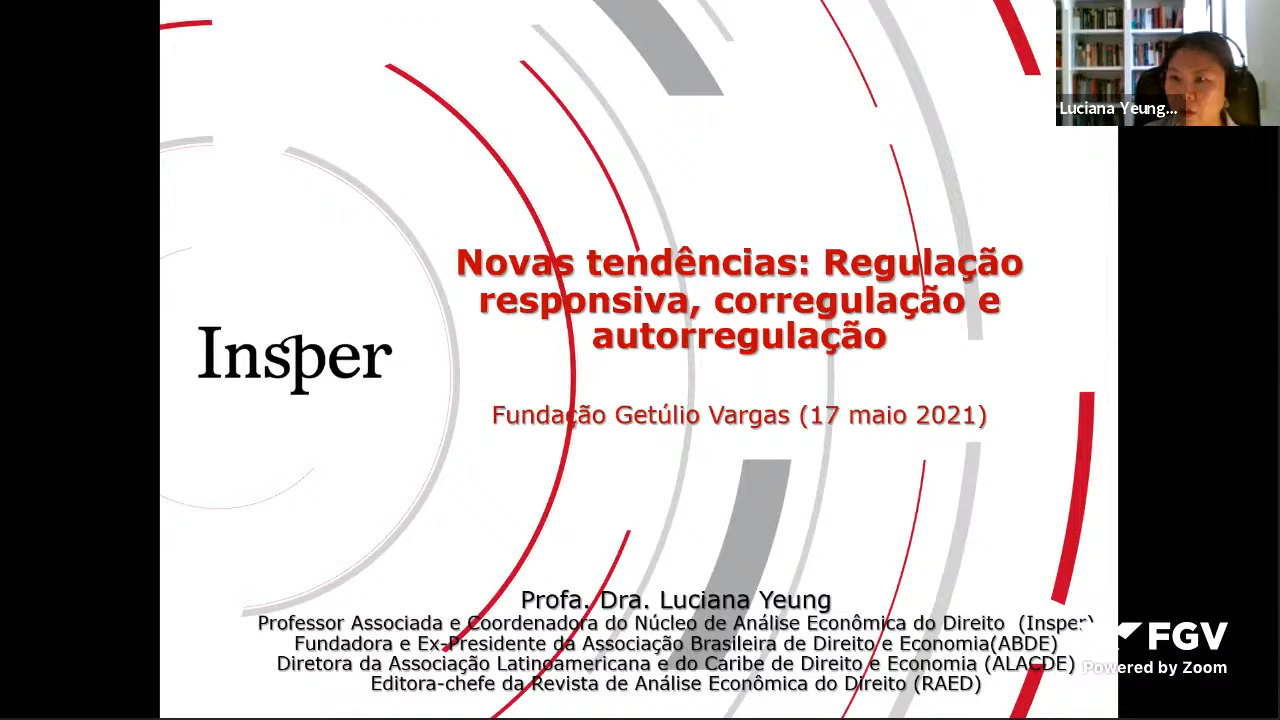 Luciana Yeung...
Novas tendências: Regulação
responsiva, corregulação e
autorregulação
Insper
Fundação Getúlio Vargas (17 maio 2021)
Profa. Dra. Luciana Yeung
Professor Associada e Coordenadora do Núcleo de Análise Econômica do Direito (Insper)
Fundadora e Ex-Presidente da Associação Brasileira de Direito e Economia(ABDE)
Diretora da Associação Latinoamericana e do Caribe de Direito e Economia (ALACDE)
Editora-chefe da Revista de Análise Econômica do Direito (RAED)
FGV
Powered by Zoom